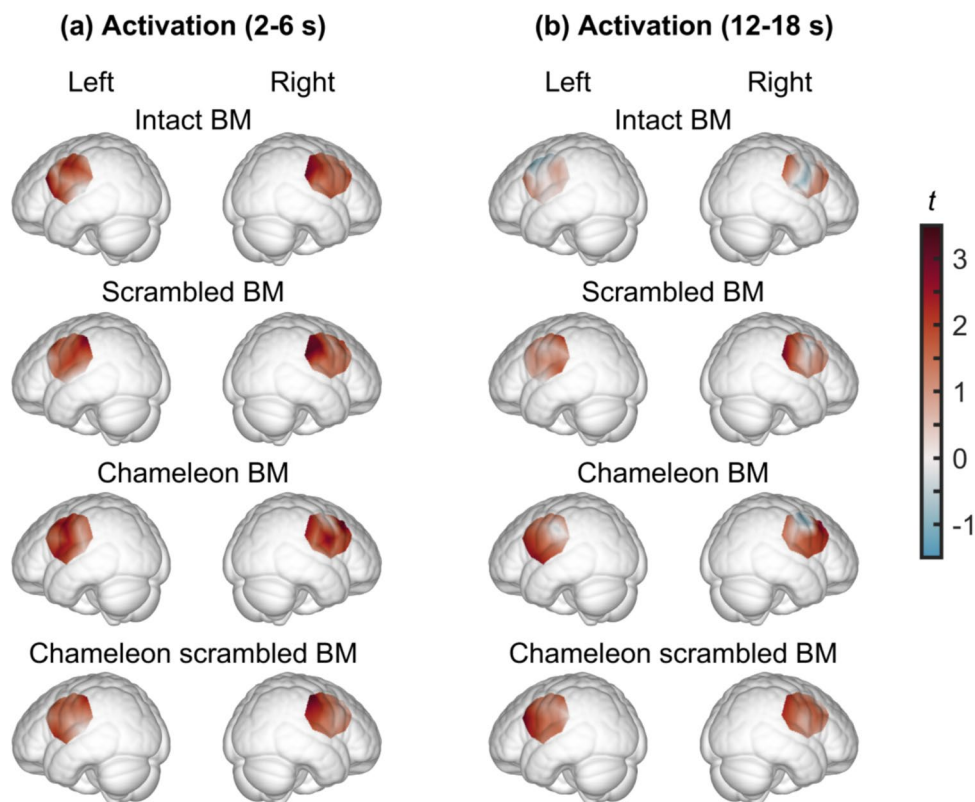 (a) Activation (2-6 s)
(b) Activation (12-18 s)
Left
Right
Left
Right
Intact BM
Intact BM
Scrambled BM
Scrambled BM
Chameleon BM
Chameleon BM
Chameleon scrambled BM
Chameleon scrambled BM
t
3
2
1
0
-1